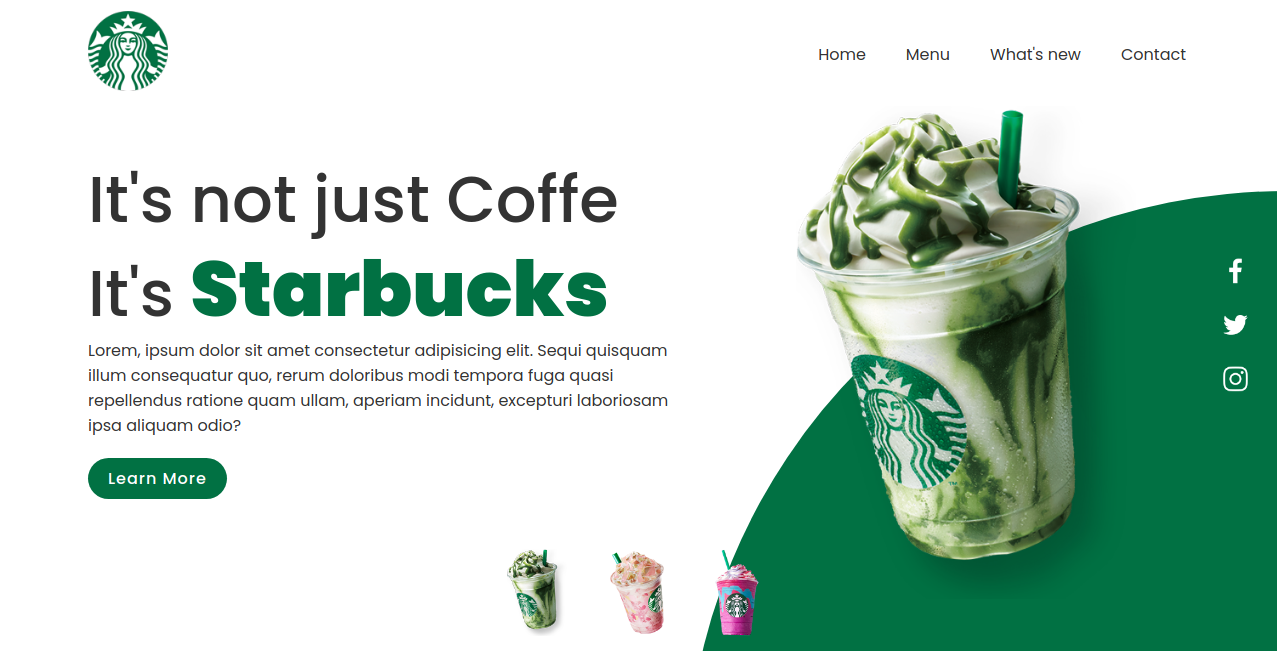 Home Menu What's new Contact
It's not just Coffe
It's Starbucks
Lorem, ipsum dolor sit amet consectetur adipisicing elit. Sequi quisquam
illum consequatur quo, rerum doloribus modi tempora fuga quasi
repellendus ratione quam ullam, aperiam incidunt, excepturi laboriosam
ipsa aliquam odio?
Learn More